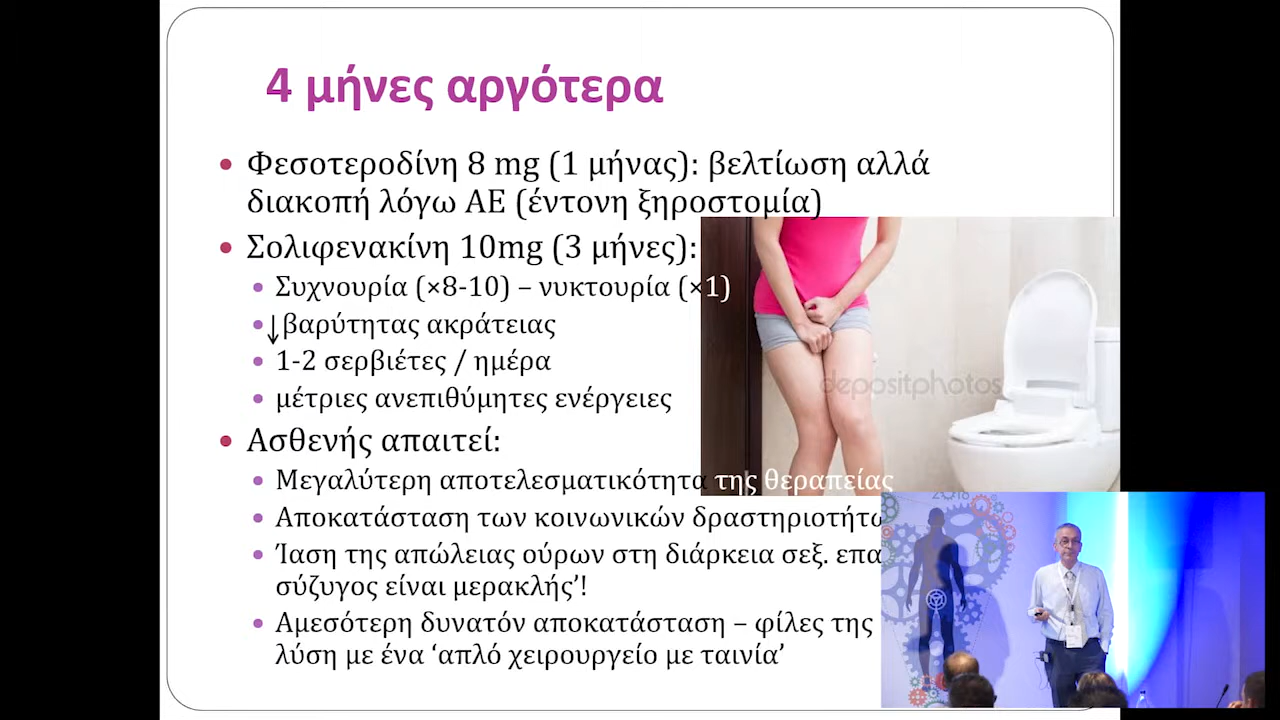 4 μήνες αργότερα
• Φεσοτεροδίνη 8 mg (1 μήνας): βελτίωση αλλά
διακοπή λόγω ΑΕ (έντονη ξηροστομία)
• Σολιφενακίνη 10mg (3 μήνες):
• Συχνουρία (×8-10) – νυκτουρία (×1)
• ↓βαρύτητας ακράτειας
• 1-2 σερβιέτες / ημέρα
• μέτριες ανεπιθύμητες ενέργειες
depositphotos
• Ασθενής απαιτεί:
• Μεγαλύτερη αποτελεσματικότητα της θεραπείας
• Αποκατάσταση των κοινωνικών
• Ίαση της απώλειας ούρων στη διάρκεια σεξ.
σύζυγος είναι μερακλής’!
• Αμεσότερη δυνατόν αποκατάσταση – φίλες της
λύση με ένα ‘απλό χειρουργείο με ταινία’